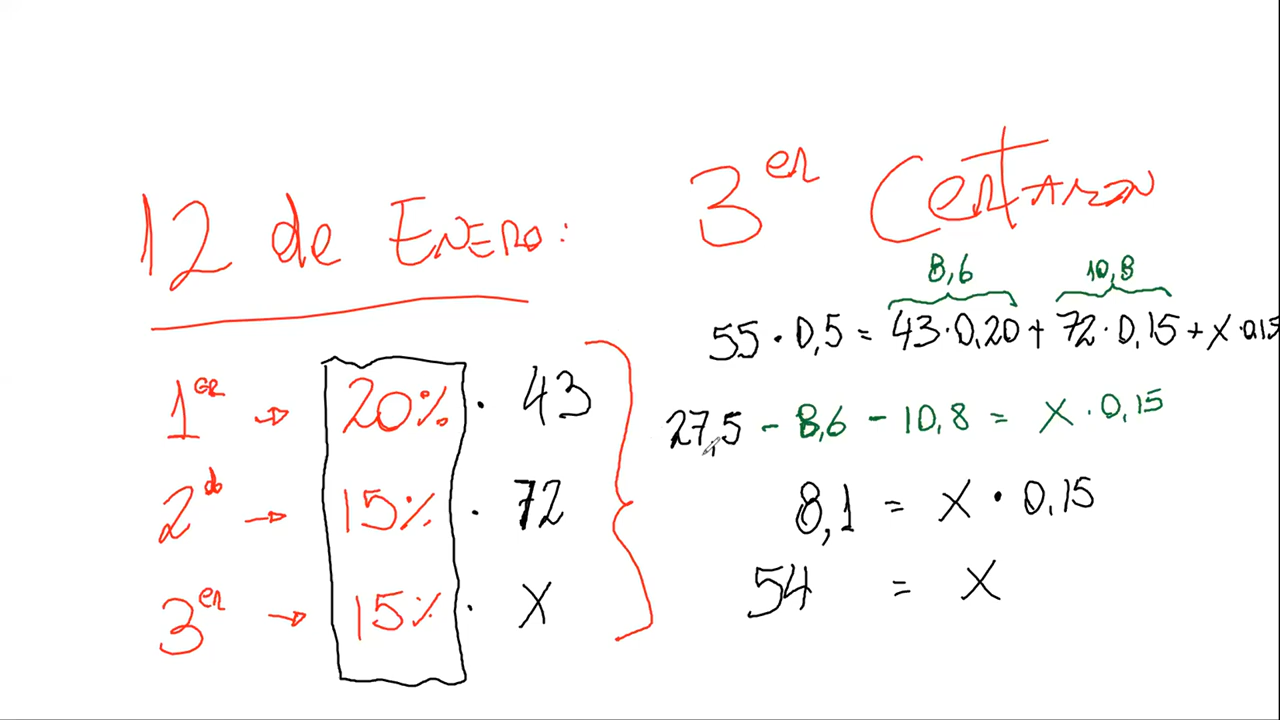 12 de ENERO:
1ER → 20% · 43
2do → 15% · 72
3er → 15% · X
3er Certamen
8,6 10,8
55 · 0,5 = 43·0,20 + 72·0,15 + X·0,15
27,5 - 8,6 - 10,8 = X · 0,15
8,1 = X · 0,15
54 = X